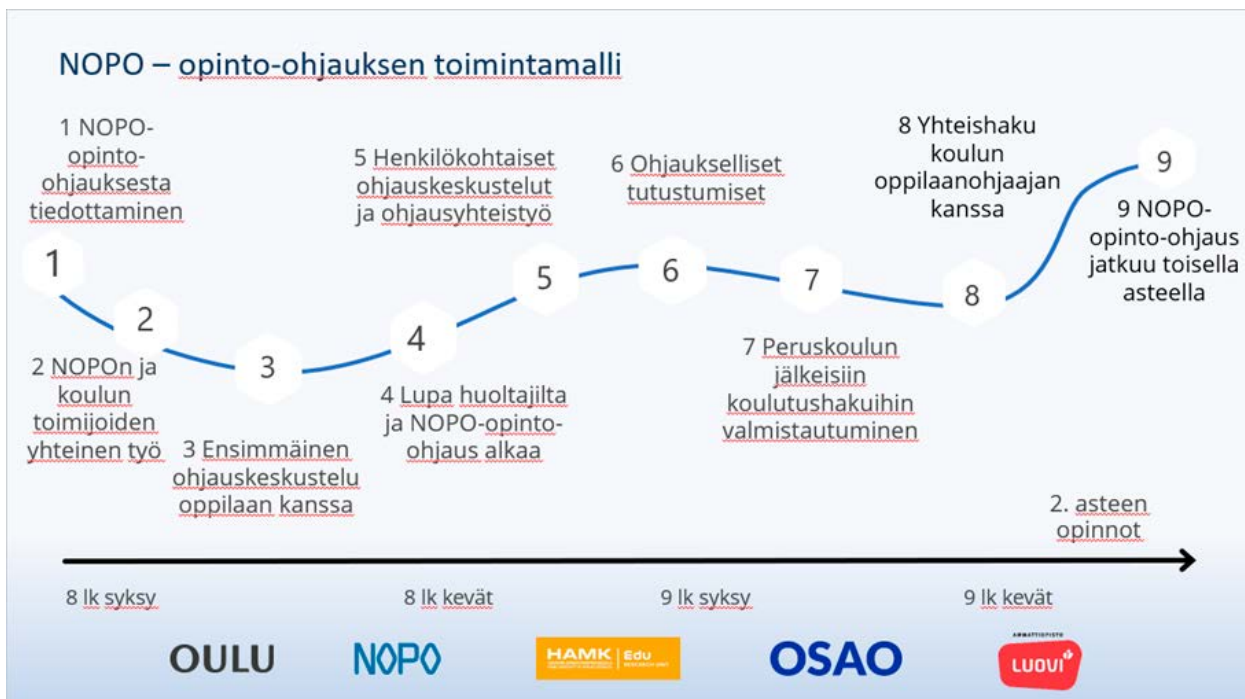 NOPO – opinto-ohjauksen toimintamalli
1 NOPO-
opinto-
ohjauksesta
tiedottaminen
5 Henkilökohtaiset
ohjauskeskustelut
ja ohjausyhteistyö
6 Ohjaukselliset
tutustumiset
8 Yhteishaku
koulun
oppilaanohjaajan
kanssa
9 NOPO-
opinto-ohjaus
jatkuu toisella
asteella
1
2
3
4
5
6
7
8
9
2 NOPOn ja
koulun
toimijoiden
yhteinen työ
3 Ensimmäinen
ohjauskeskustelu
oppilaan kanssa
4 Lupa huoltajilta
ja NOPO-opinto-
ohjaus alkaa
7 Peruskoulun
jälkeisiin
koulutushakuihin
valmistautuminen
2. asteen
opinnot
8 lk syksy
8 lk kevät
9 lk syksy
9 lk kevät
OULU
NOPO
HAMK
Edu
RESEARCH UNIT
OSAO
AMMATTIOPISTO
LUOVI